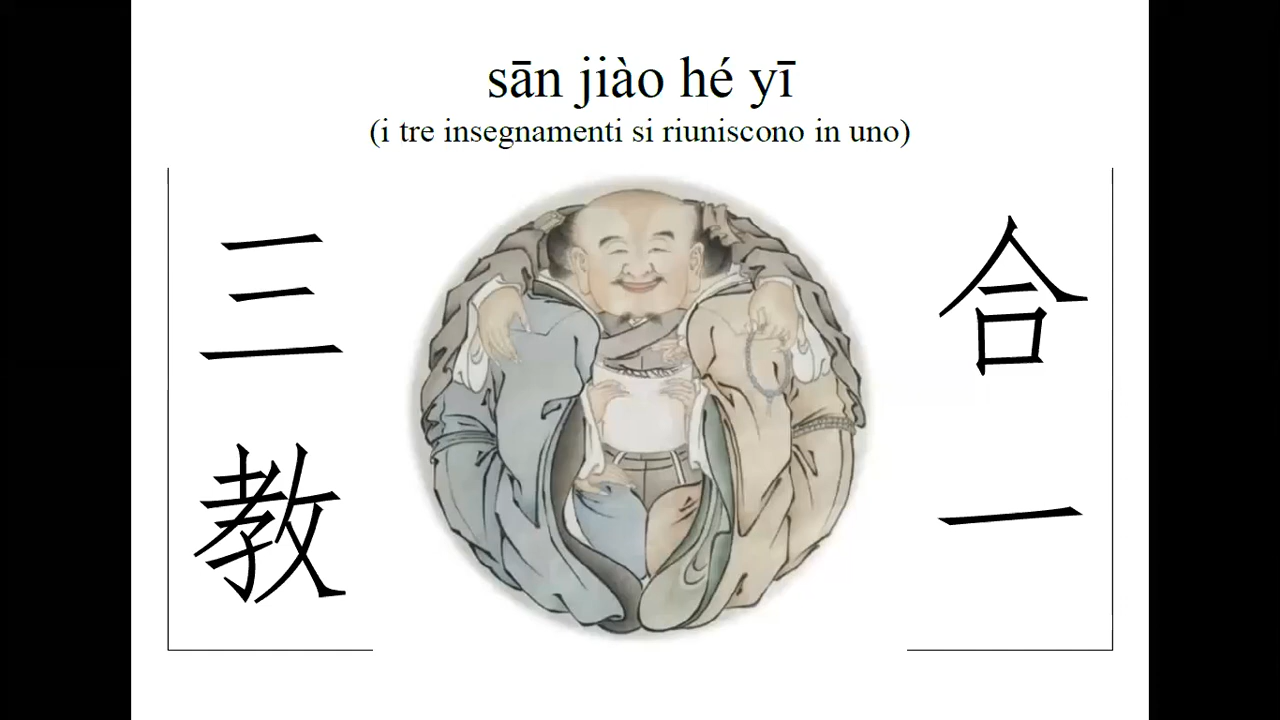 sān jiào hé yī
(i tre insegnamenti si riuniscono in uno)
三
教
合
一